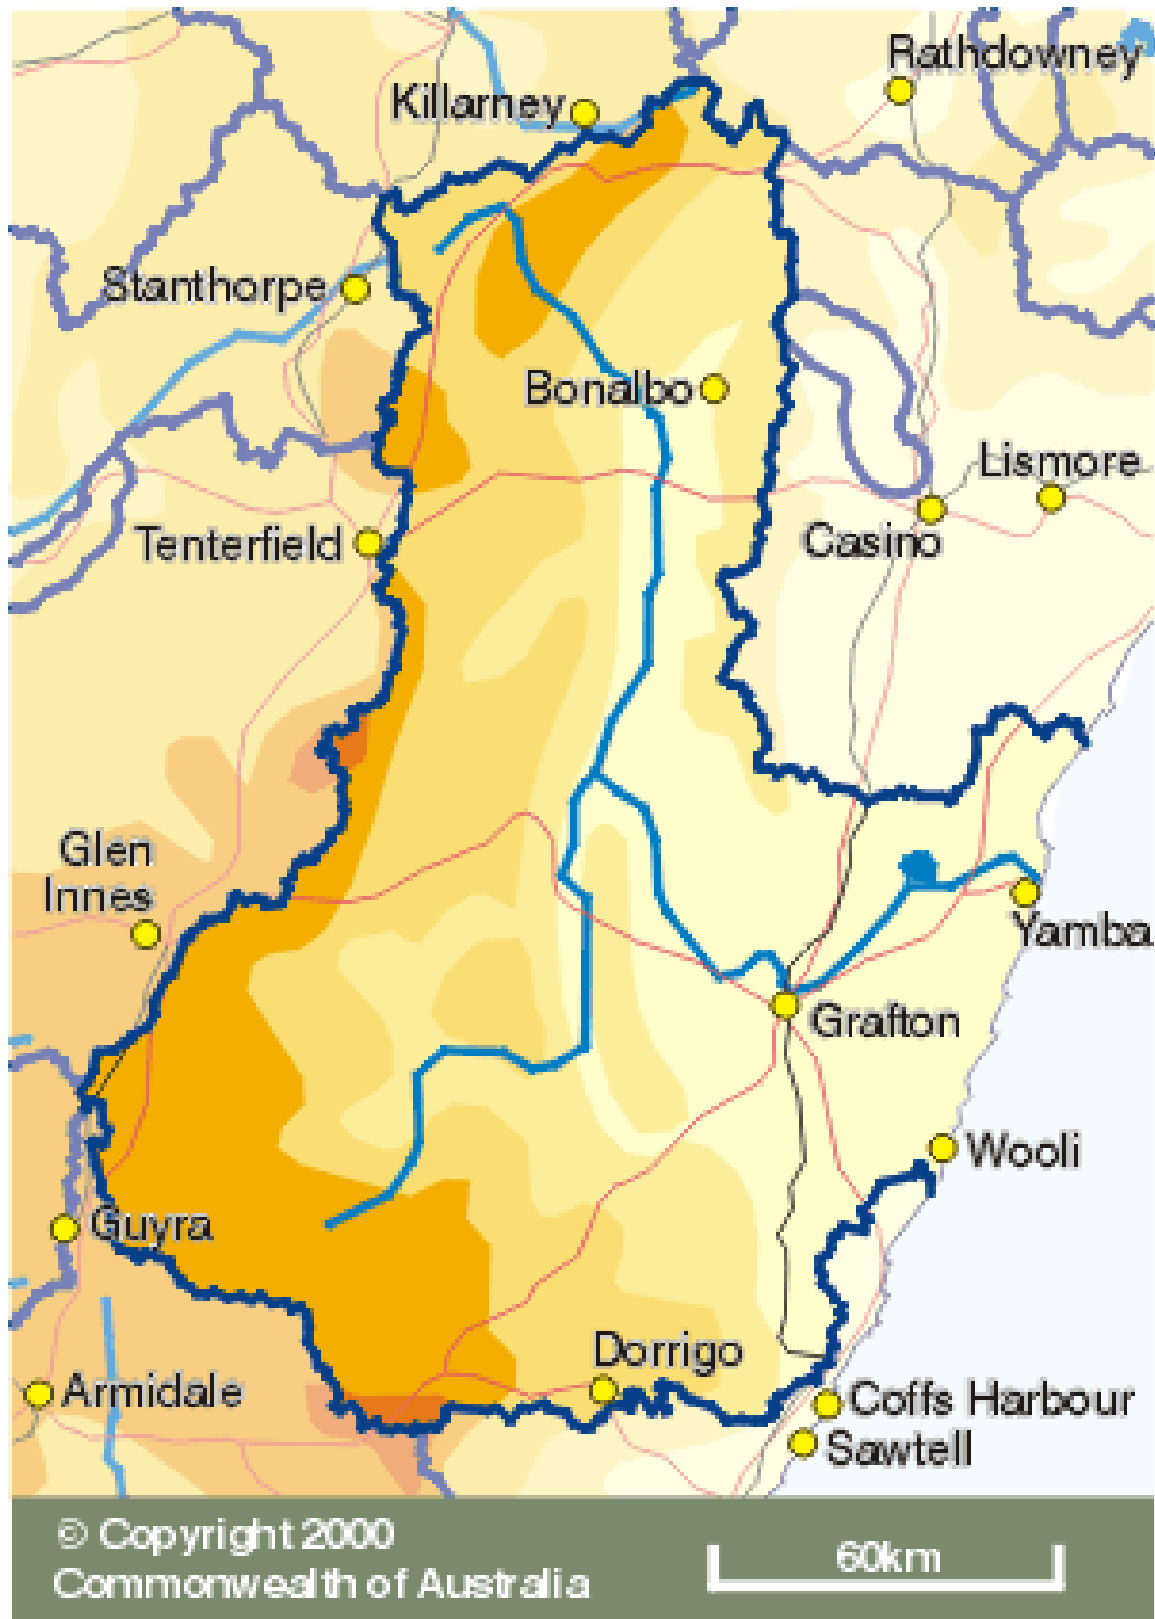 Rathdowney
Killarney
Stanthorpe
Bonalbo
Lismore
Tenterfield
Casino
Glen
Innes
Yamba
Grafton
Wooli
Guyra
Dorrigo
Armidale
Coffs Harbour
Sawtell
© Copyright 2000
Commonwealth of Australia
60km